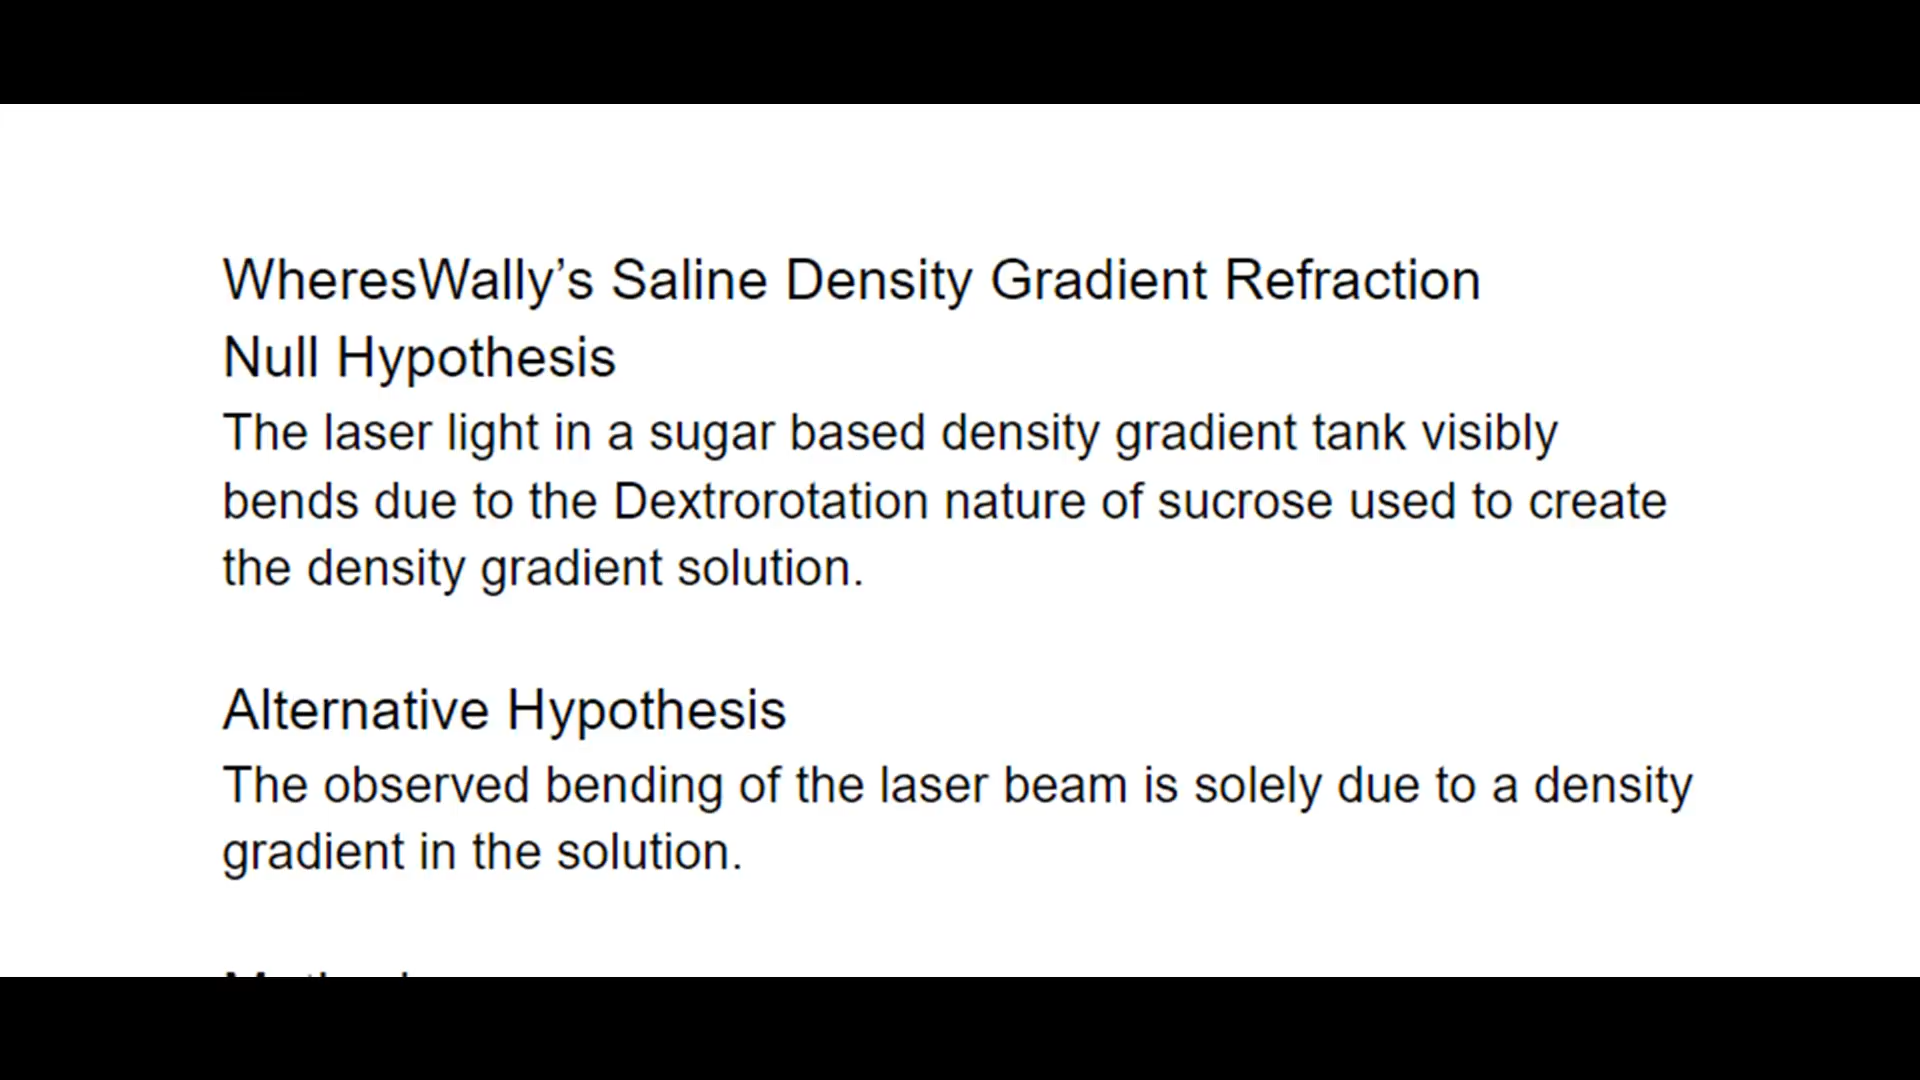 WheresWally’s Saline Density Gradient Refraction
Null Hypothesis
The laser light in a sugar based density gradient tank visibly
bends due to the Dextrorotation nature of sucrose used to create
the density gradient solution.
Alternative Hypothesis
The observed bending of the laser beam is solely due to a density
gradient in the solution.